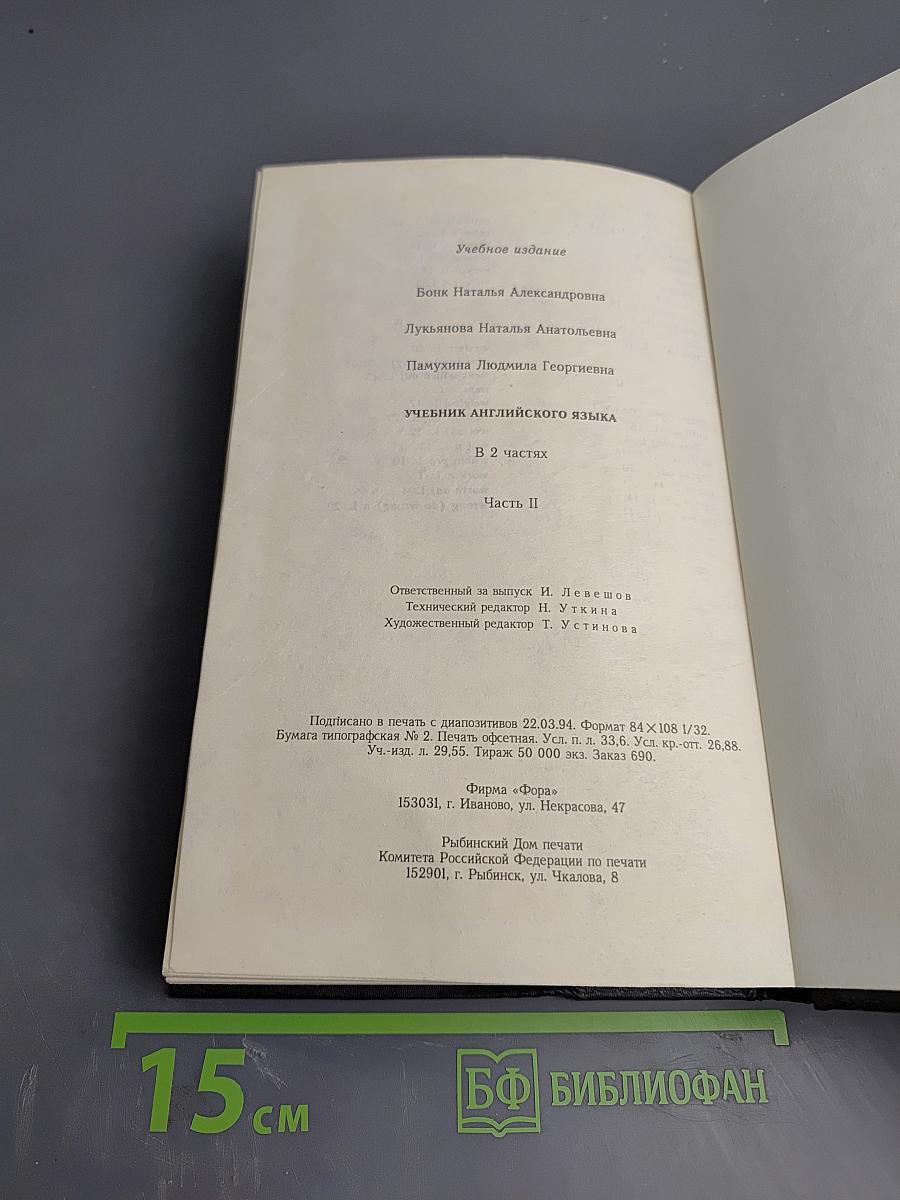 Учебное издание
Бонк Наталья Александровна
Лукьянова Наталья Анатольевна
Памухина Людмила Георгиевна
УЧЕБНИК АНГЛИЙСКОГО ЯЗЫКА
В 2 частях
Часть II
Ответственный за выпуск И. Левешов
Технический редактор Н. Уткина
Художественный редактор Т. Устинова
Подписано в печать с диапозитивов 22.03.94. Формат 84×108 1/32.
Бумага типографская № 2. Печать офсетная. Усл. п. л. 33,6. Усл. кр.-отт. 26,88.
Уч.-изд. л. 29,55. Тираж 50 000 экз. Заказ 690.
Фирма «Фора»
153031, г. Иваново, ул. Некрасова, 47
Рыбинский Дом печати
Комитета Российской Федерации по печати
152901, г. Рыбинск, ул. Чкалова, 8
15 см
БФ БИБЛИОФАН